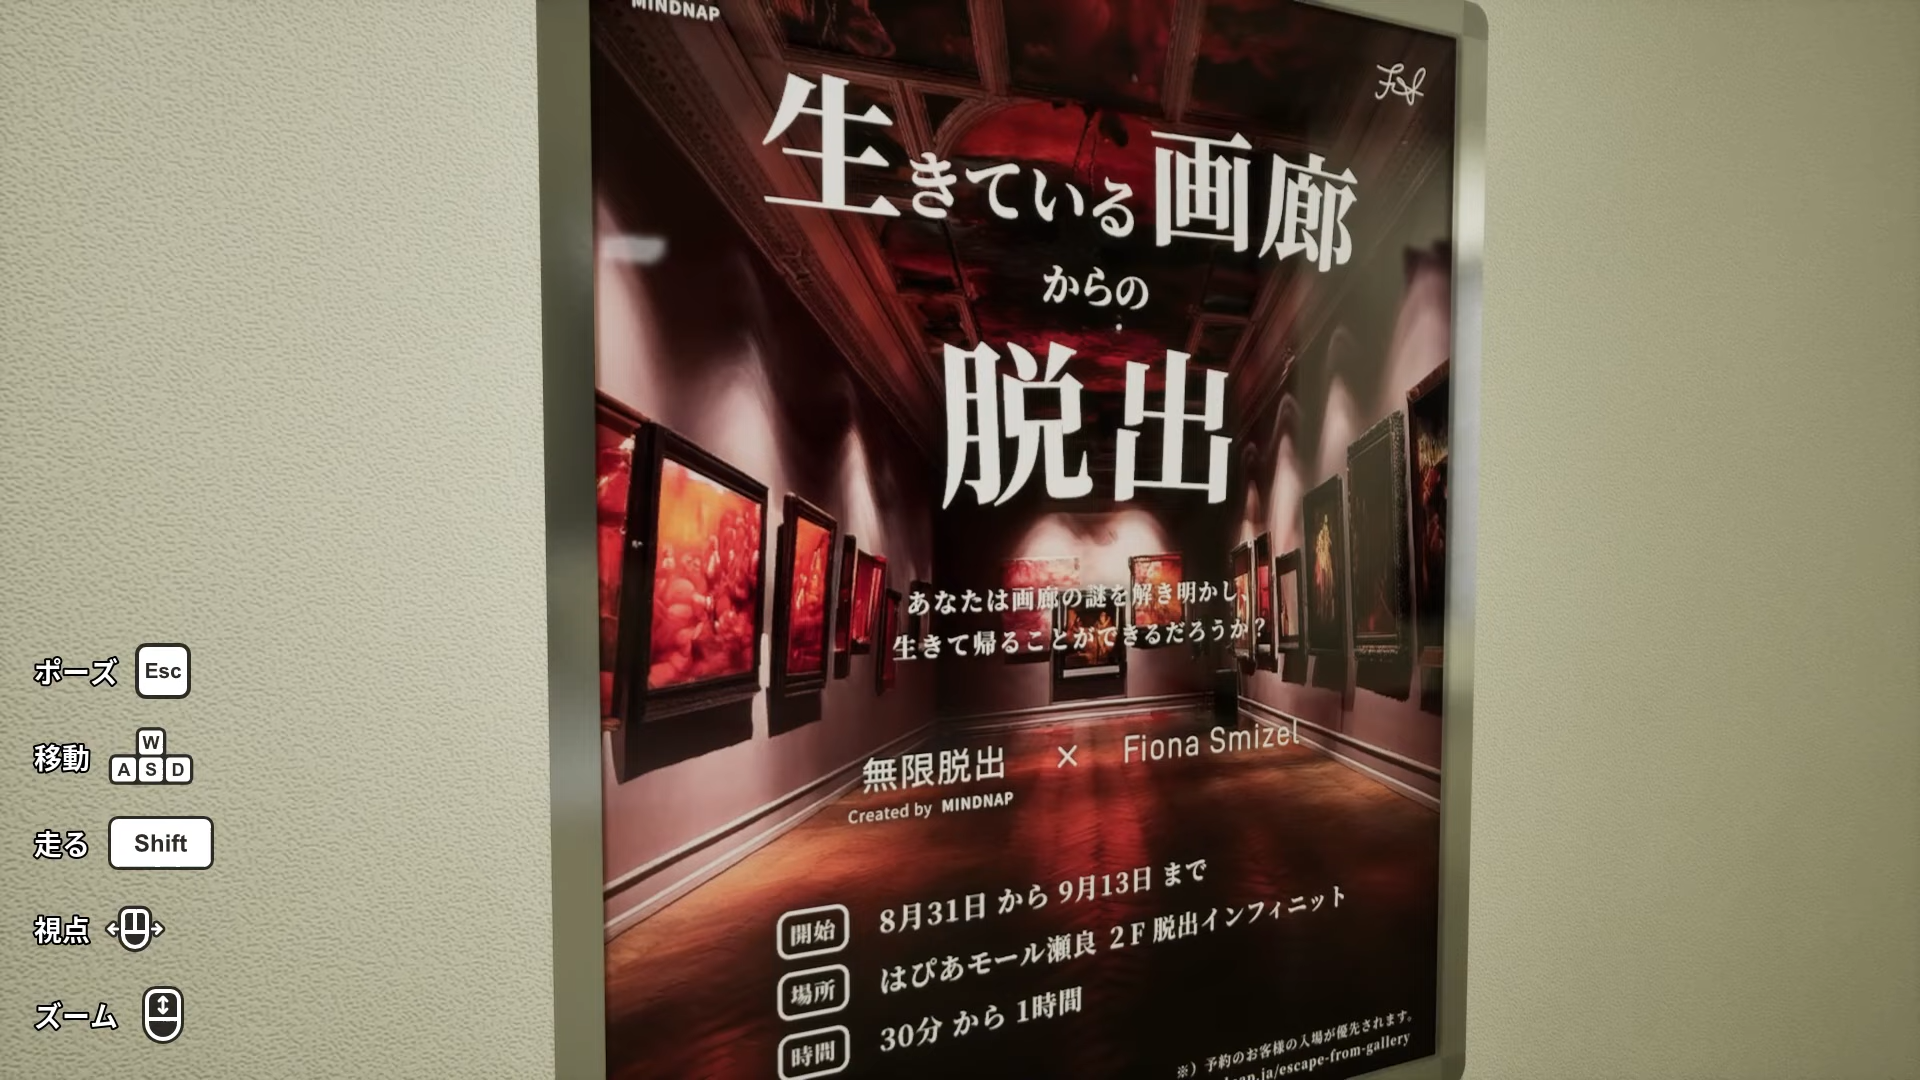 MINDNAP
生きている画廊
からの
脱出
あなたは画廊の謎を解き明かし、
生きて帰ることができるだろうか？
無限脱出 × Fiona Smizel
Created by MINDNAP
開始 8月31日 から 9月13日 まで
場所 はぴあモール瀬良 2F 脱出インフィニット
時間 30分 から 1時間
※）予約のお客様の入場が優先されます。
.ja/escape-from-gallery
ポーズ Esc
移動 W A S D
走る Shift
視点
ズーム